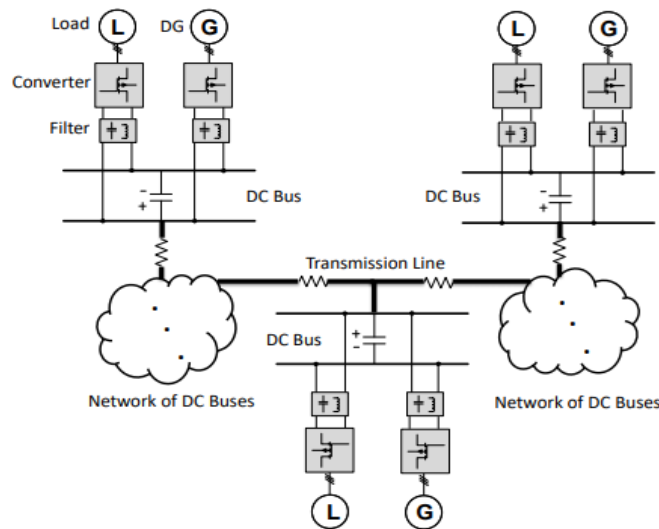 Load
L
DG
G
L
G
Converter
Filter
- +
DC Bus
DC Bus
- +
Transmission Line
DC Bus
+ -
Network of DC Buses
Network of DC Buses
L
G